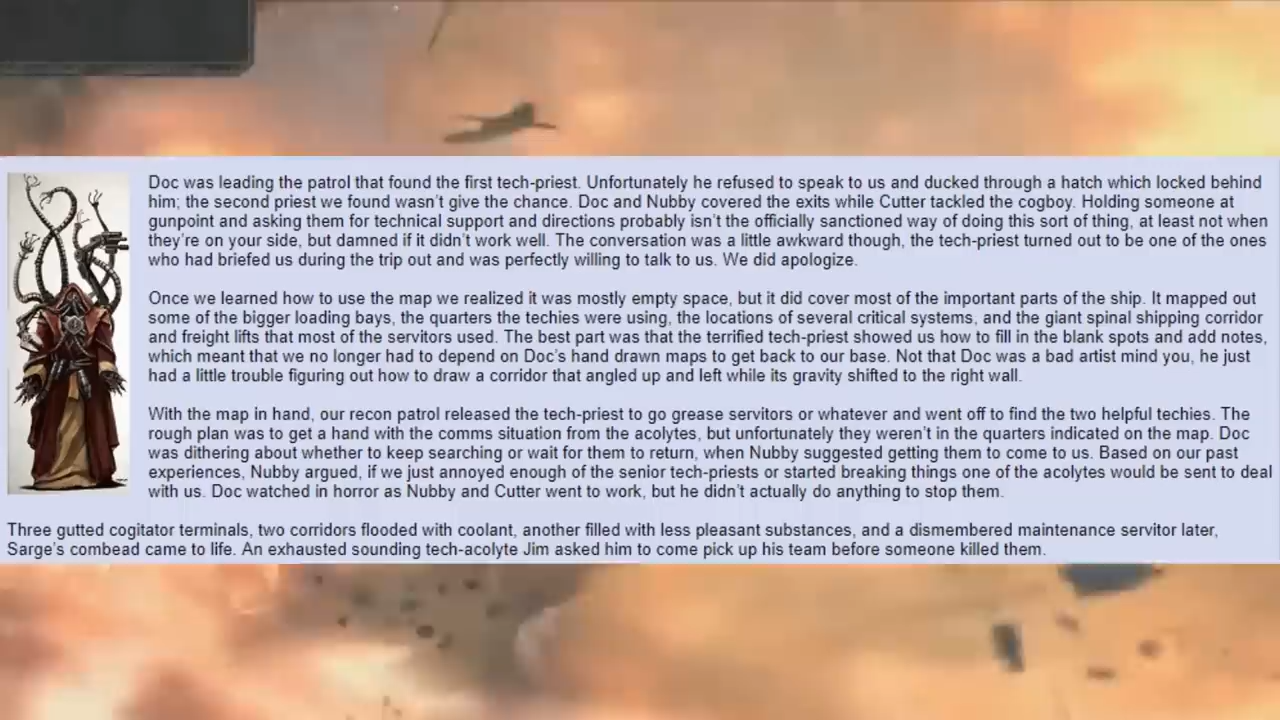 Doc was leading the patrol that found the first tech-priest. Unfortunately he refused to speak to us and ducked through a hatch which locked behind
him; the second priest we found wasn't give the chance. Doc and Nubby covered the exits while Cutter tackled the cogboy. Holding someone at
gunpoint and asking them for technical support and directions probably isn't the officially sanctioned way of doing this sort of thing, at least not when
they're on your side, but damned if it didn't work well. The conversation was a little awkward though, the tech-priest turned out to be one of the ones
who had briefed us during the trip out and was perfectly willing to talk to us. We did apologize.
Once we learned how to use the map we realized it was mostly empty space, but it did cover most of the important parts of the ship. It mapped out
some of the bigger loading bays, the quarters the techies were using, the locations of several critical systems, and the giant spinal shipping corridor
and freight lifts that most of the servitors used. The best part was that the terrified tech-priest showed us how to fill in the blank spots and add notes,
which meant that we no longer had to depend on Doc's hand drawn maps to get back to our base. Not that Doc was a bad artist mind you, he just
had a little trouble figuring out how to draw a corridor that angled up and left while its gravity shifted to the right wall.
With the map in hand, our recon patrol released the tech-priest to go grease servitors or whatever and went off to find the two helpful techies. The
rough plan was to get a hand with the comms situation from the acolytes, but unfortunately they weren't in the quarters indicated on the map. Doc
was dithering about whether to keep searching or wait for them to return, when Nubby suggested getting them to come to us. Based on our past
experiences, Nubby argued, if we just annoyed enough of the senior tech-priests or started breaking things one of the acolytes would be sent to deal
with us. Doc watched in horror as Nubby and Cutter went to work, but he didn't actually do anything to stop them.
Three gutted cogitator terminals, two corridors flooded with coolant, another filled with less pleasant substances, and a dismembered maintenance servitor later,
Sarge's combead came to life. An exhausted sounding tech-acolyte Jim asked him to come pick up his team before someone killed them.